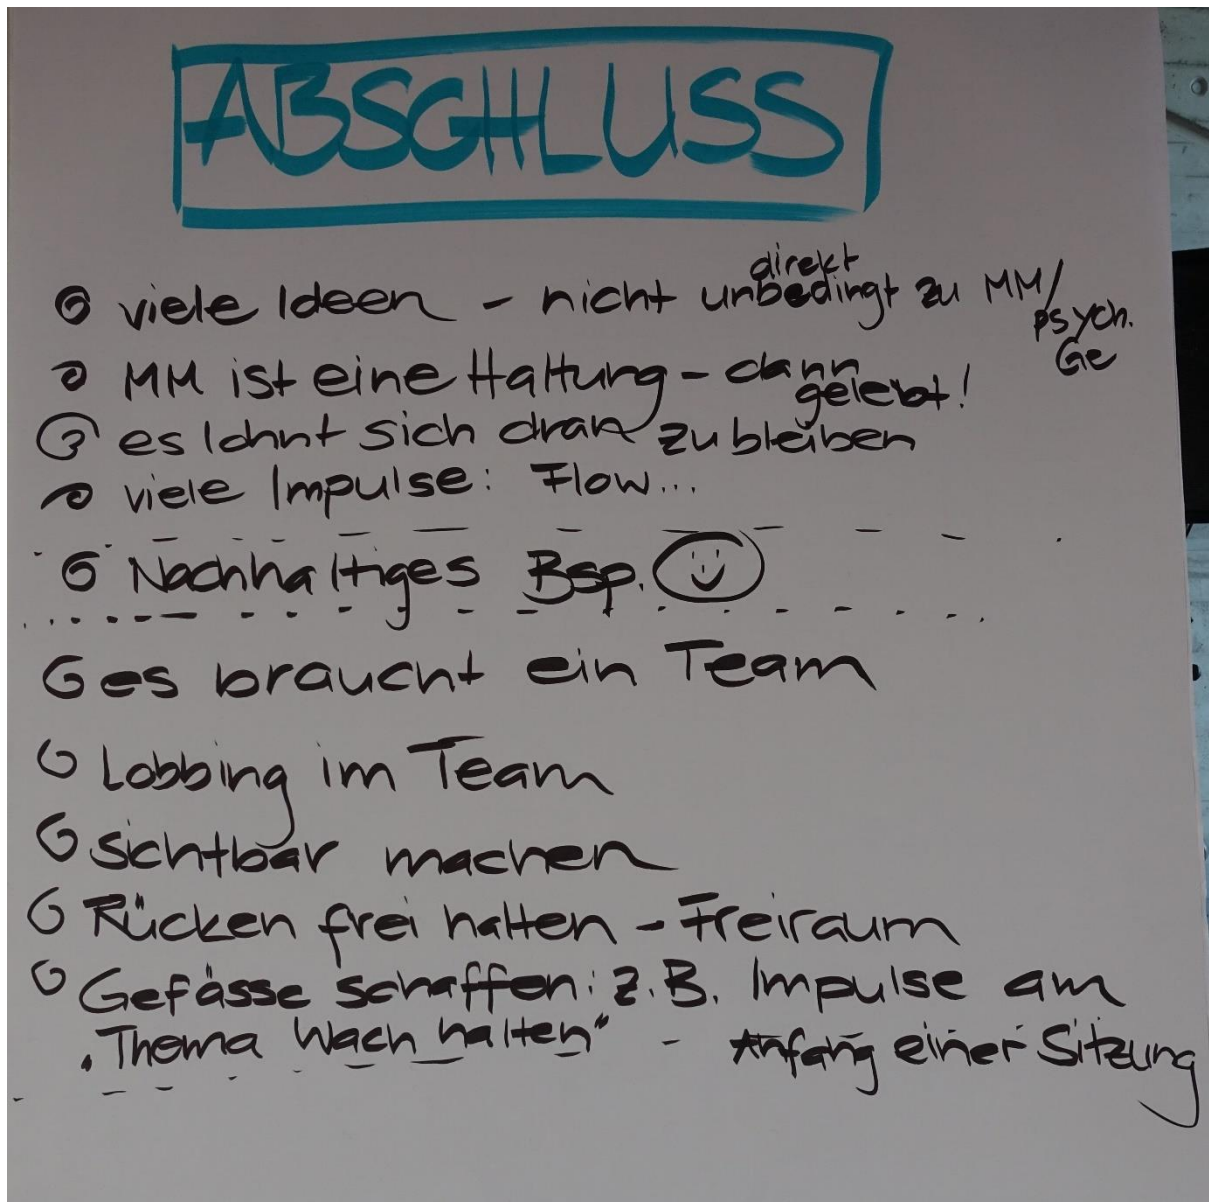 ABSCHLUSS
viele Ideen – nicht unbedingt direkt zu MM/
psych.
Ge
MM ist eine Haltung – dann
gelebt!
es lohnt sich dran zu bleiben
viele Impulse: Flow...
Nachhaltiges Bsp.
es braucht ein Team
Lobbing im Team
sichtbar machen
Rücken frei halten – Freiraum
Gefässe schaffen: z.B. Impulse am
"Thema Wach halten" - Anfang einer Sitzung